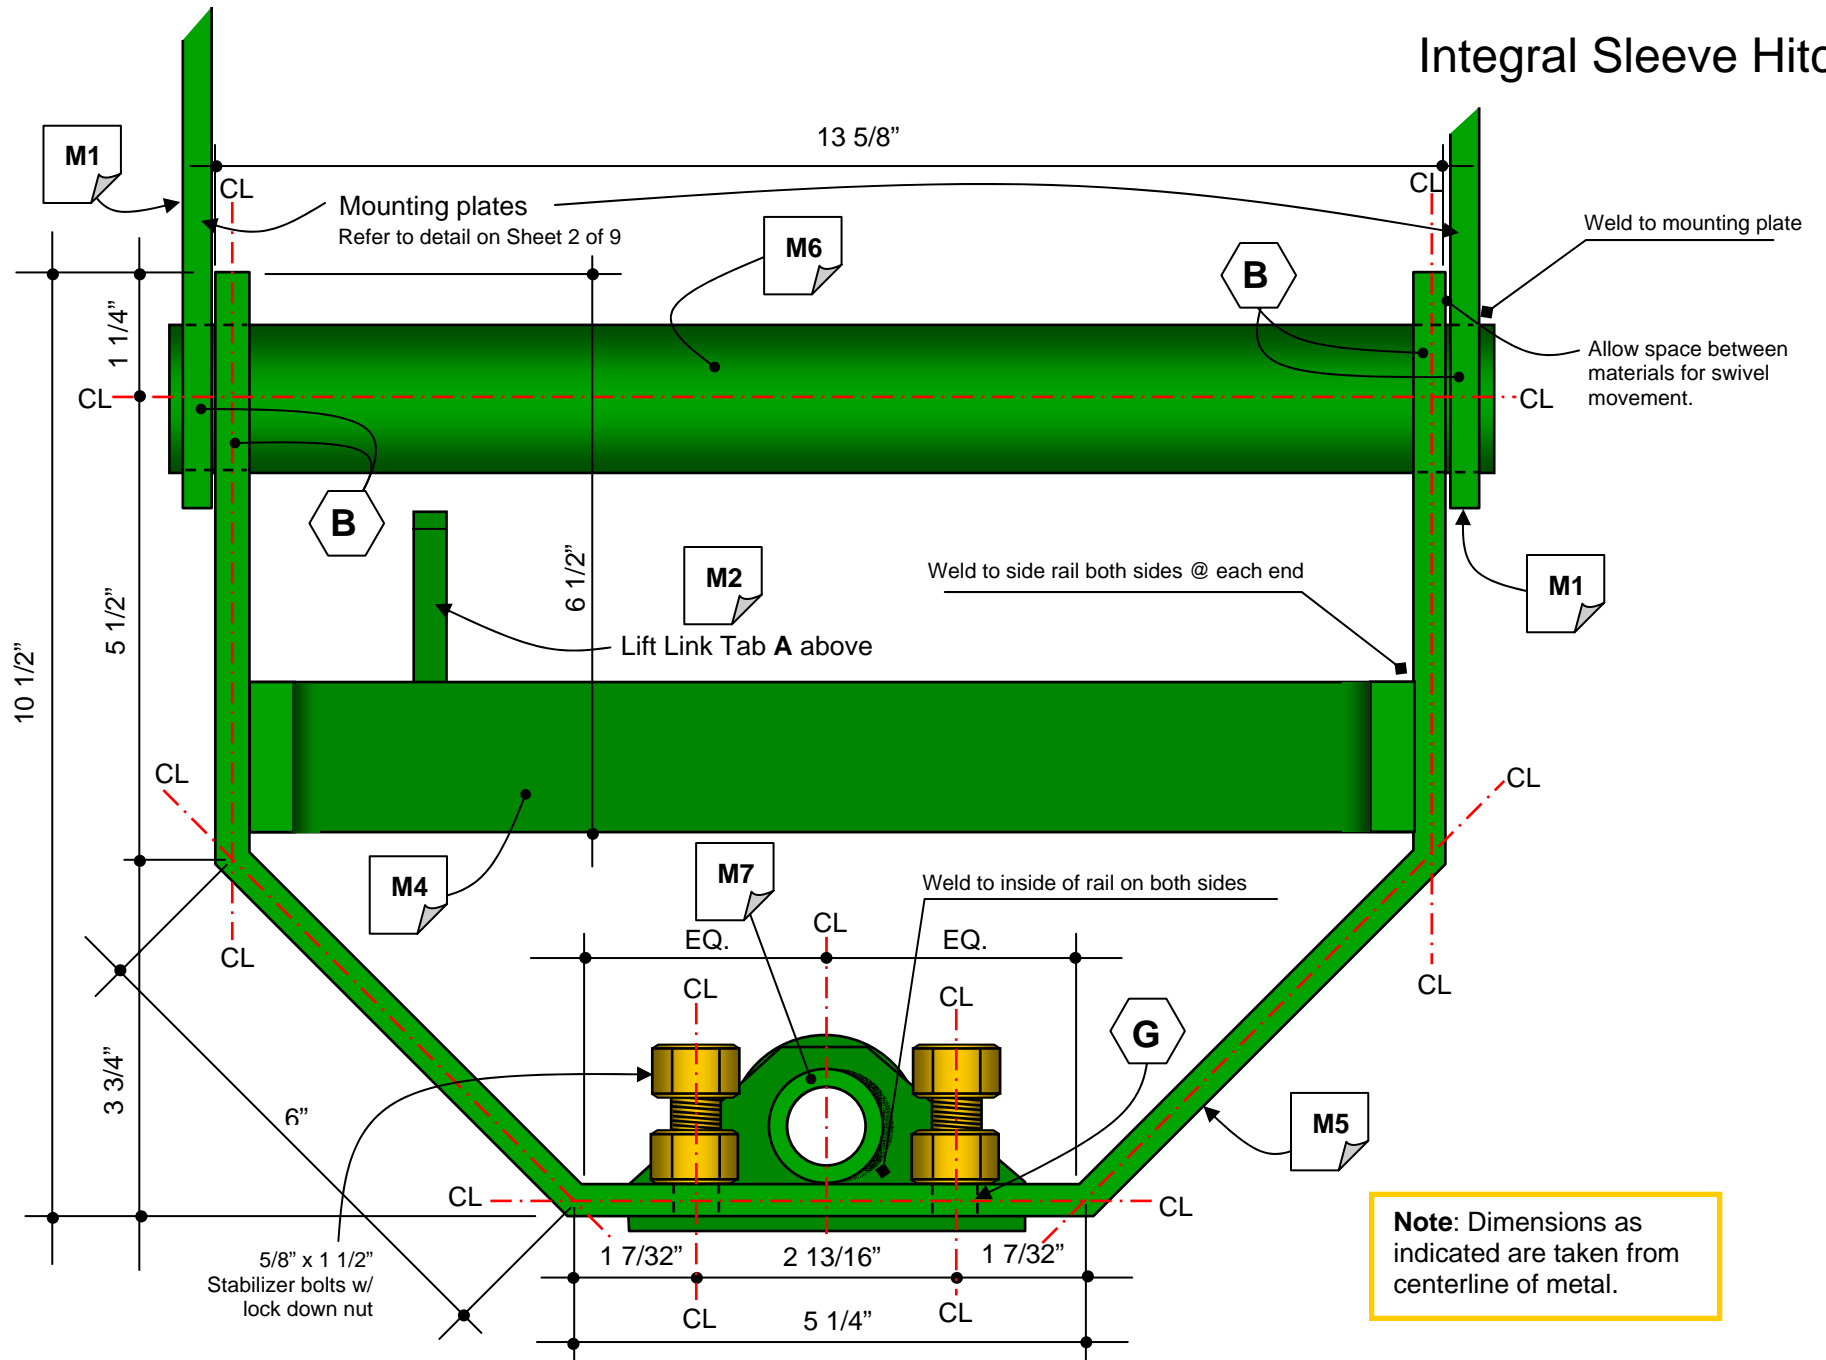 Integral Sleeve Hitc
13 5/8”
M1
CL
CL
Mounting plates
Refer to detail on Sheet 2 of 9
M6
B
Weld to mounting plate
1 1/4”
Allow space between
materials for swivel
movement.
CL
CL
B
M2
6 1/2”
Weld to side rail both sides @ each end
M1
5 1/2”
Lift Link Tab A above
10 1/2”
CL
CL
M4
M7
Weld to inside of rail on both sides
CL
EQ.
EQ.
CL
CL
CL
CL
G
3 3/4”
6”
M5
CL
CL
5/8” x 1 1/2”
Stabilizer bolts w/
lock down nut
1 7/32”
2 13/16”
1 7/32”
CL
CL
5 1/4”
Note: Dimensions as
indicated are taken from
centerline of metal.